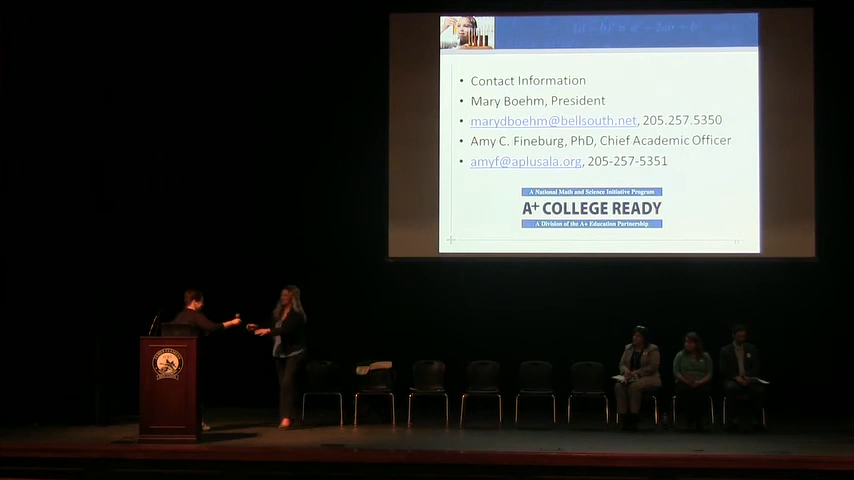 • Contact Information
• Mary Boehm, President
• marydboehm@bellsouth.net, 205.257.5350
• Amy C. Fineburg, PhD, Chief Academic Officer
• amyf@aplusala.org, 205-257-5351
A National Math and Science Initiative Program
A+ COLLEGE READY
A Division of the A+ Education Partnership